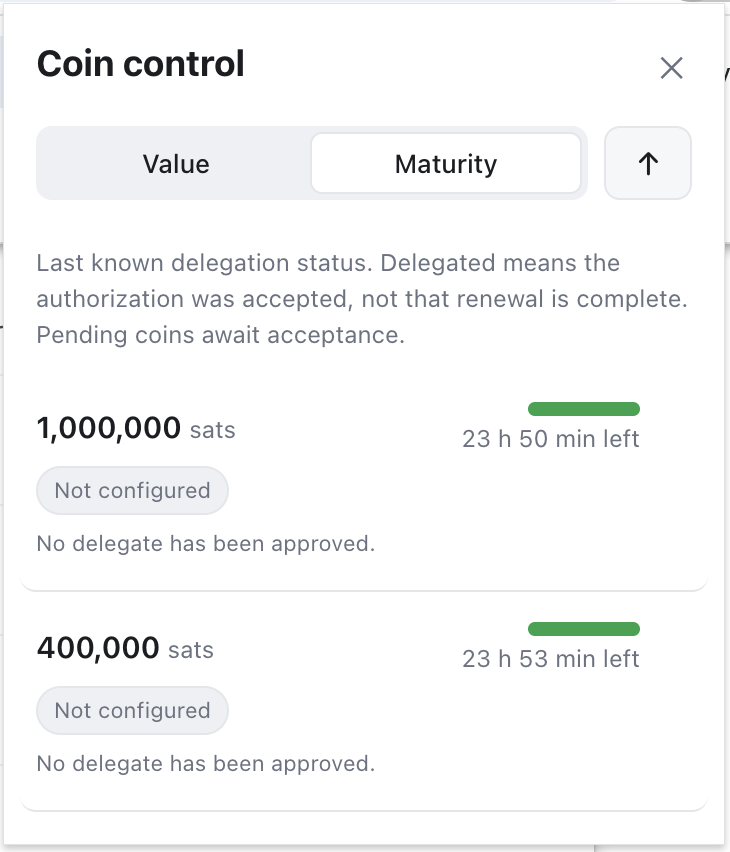 Coin control
Value
Maturity
Last known delegation status. Delegated means the
authorization was accepted, not that renewal is complete.
Pending coins await acceptance.
1,000,000 sats
23 h 50 min left
Not configured
No delegate has been approved.
400,000 sats
23 h 53 min left
Not configured
No delegate has been approved.